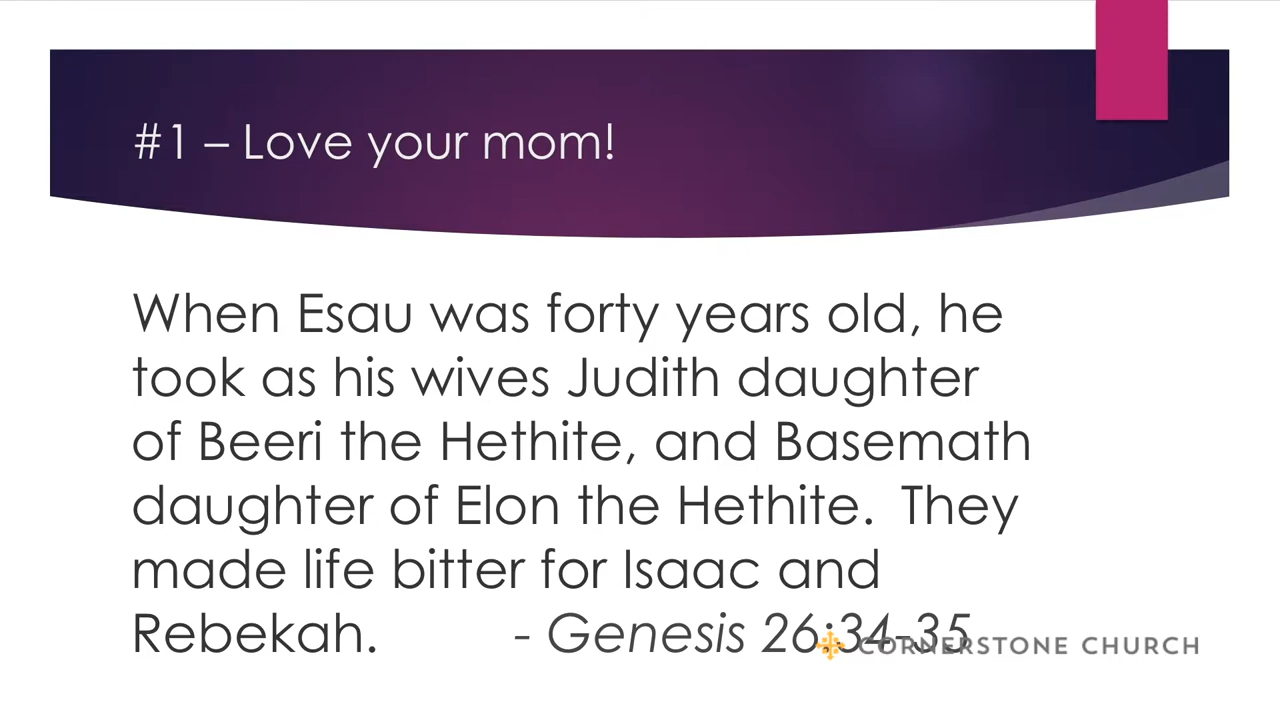 #1 – Love your mom!
When Esau was forty years old, he
took as his wives Judith daughter
of Beeri the Hethite, and Basemath
daughter of Elon the Hethite.  They
made life bitter for Isaac and
Rebekah. - Genesis 26:34-35
CORNERSTONE CHURCH